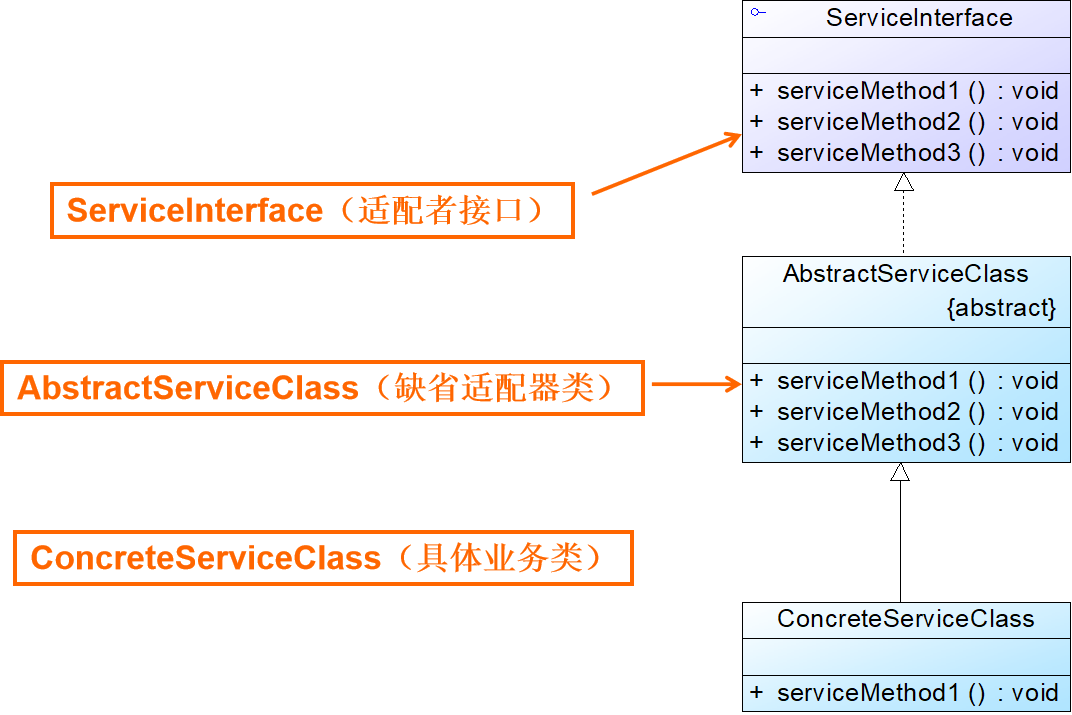 ServiceInterface
+ serviceMethod1 () : void
+ serviceMethod2 () : void
+ serviceMethod3 () : void
ServiceInterface（适配者接口）
AbstractServiceClass
{abstract}
AbstractServiceClass（缺省适配器类）
+ serviceMethod1 () : void
+ serviceMethod2 () : void
+ serviceMethod3 () : void
ConcreteServiceClass（具体业务类）
ConcreteServiceClass
+ serviceMethod1 () : void